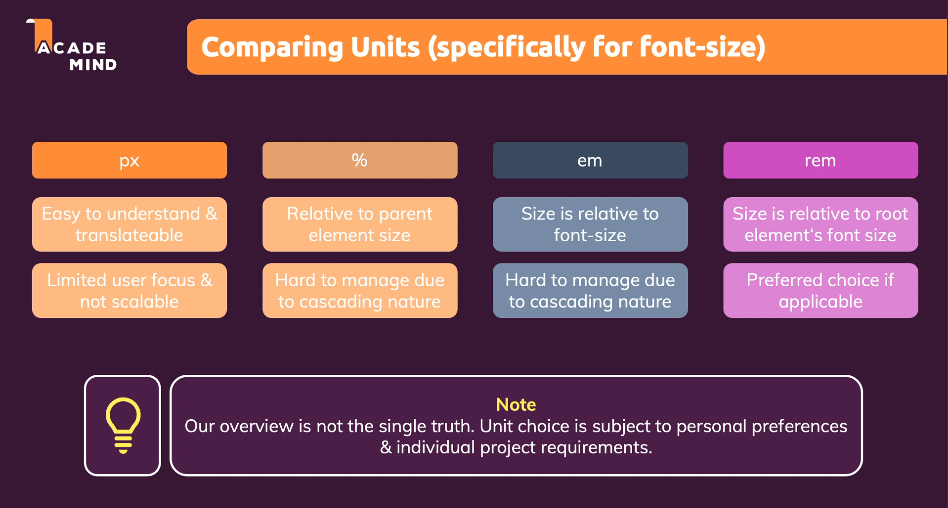 ACADE
MIND
Comparing Units (specifically for font-size)
px
%
em
rem
Easy to understand &
translateable
Relative to parent
element size
Size is relative to
font-size
Size is relative to root
element's font size
Limited user focus &
not scalable
Hard to manage due
to cascading nature
Hard to manage due
to cascading nature
Preferred choice if
applicable
Note
Our overview is not the single truth. Unit choice is subject to personal preferences
& individual project requirements.